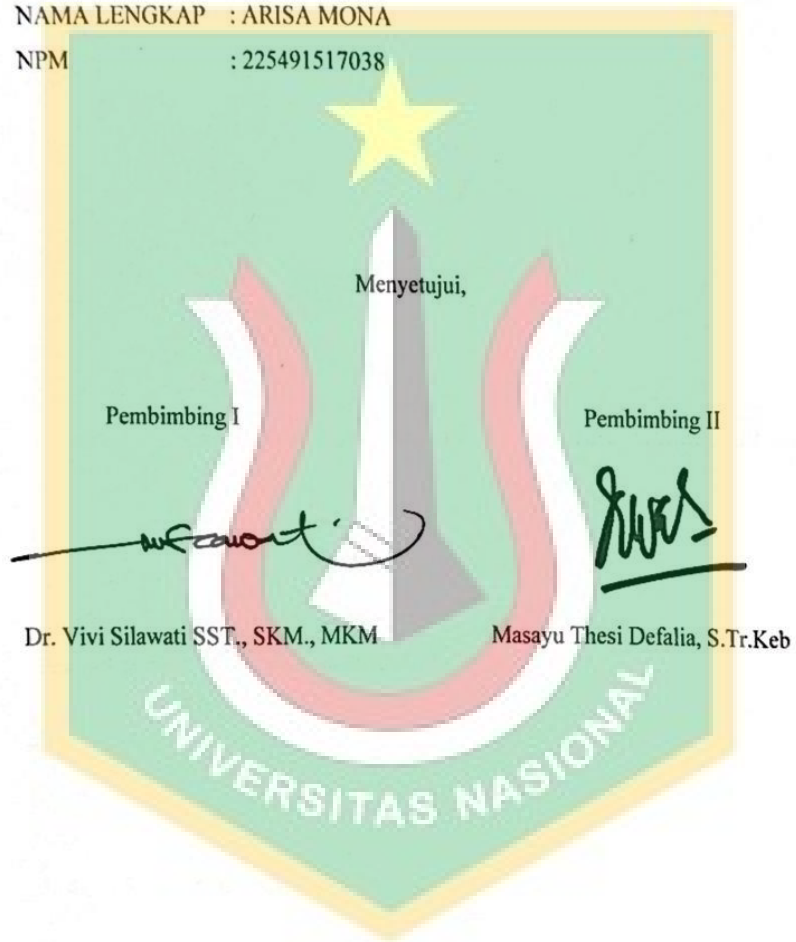 NAMA LENGKAP : ARISA MONA
NPM : 225491517038
Menyetujui,
Pembimbing I Pembimbing II
Dr. Vivi Silawati SST., SKM., MKM Masayu Thesi Defalia, S.Tr.Keb
UNIVERSITAS NASIONAL